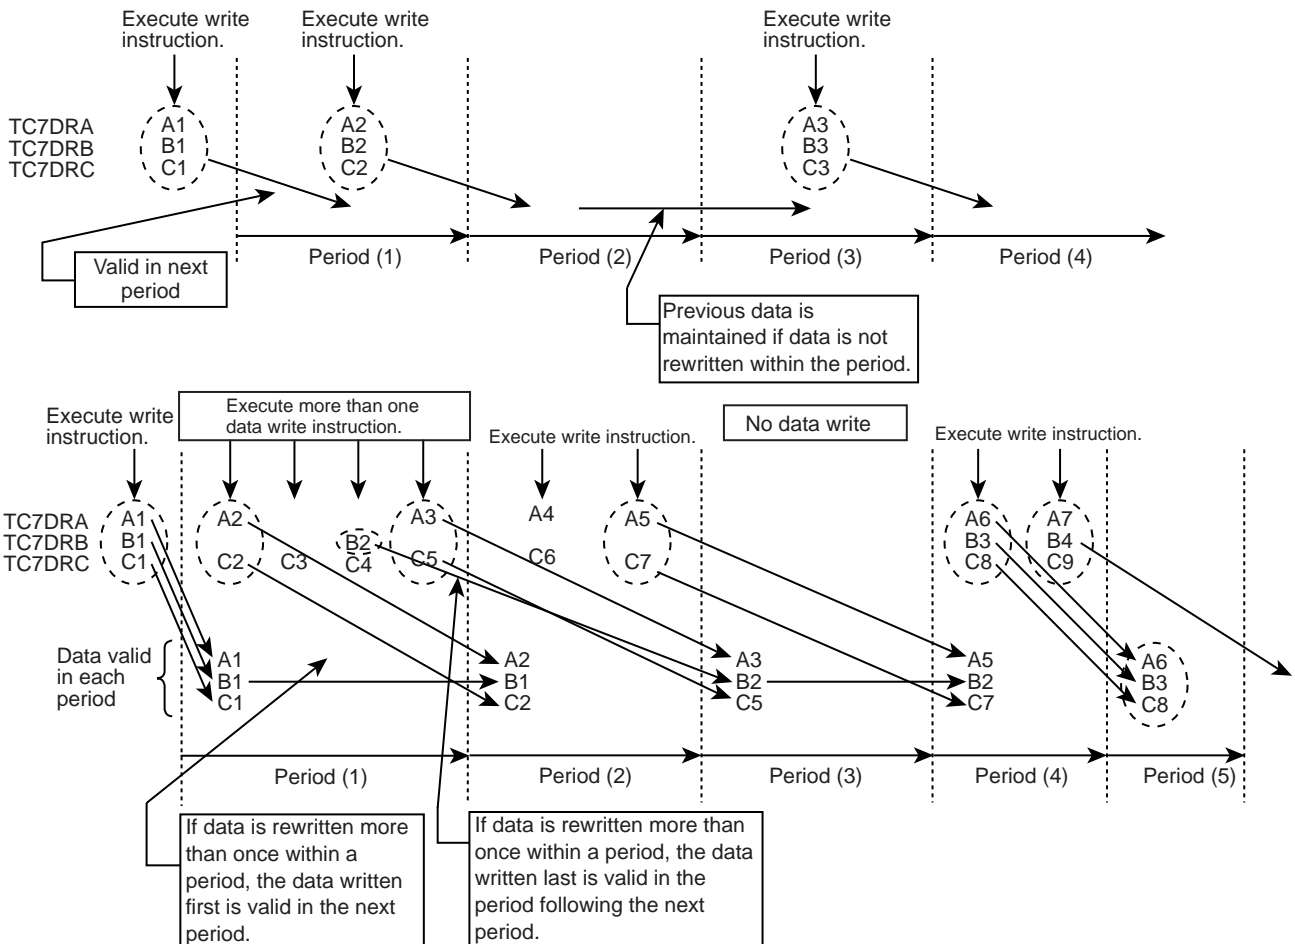 Execute write
instruction.
Execute write
instruction.
Execute write
instruction.
TC7DRA
TC7DRB
TC7DRC
A1
B1
C1
A2
B2
C2
A3
B3
C3
Period (1)
Period (2)
Period (3)
Period (4)
Valid in next
period
Previous data is
maintained if data is not
rewritten within the period.
Execute write
instruction.
Execute more than one
data write instruction.
Execute write instruction.
No data write
Execute write instruction.
TC7DRA
TC7DRB
TC7DRC
A1
B1
C1
A2
C2
C3
B2
C4
A3
C5
A4
C6
A5
C7
A6
B3
C8
A7
B4
C9
Data valid
in each
period
A1
B1
C1
A2
B1
C2
A3
B2
C5
A5
B2
C7
A6
B3
C8
Period (1)
Period (2)
Period (3)
Period (4)
Period (5)
If data is rewritten more
than once within a
period, the data written
first is valid in the next
period.
If data is rewritten more than
once within a period, the data
written last is valid in the
period following the next
period.